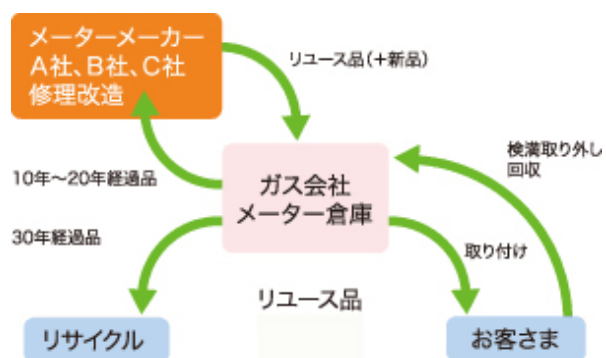 メーターメーカー
A社、B社、C社
修理改造
リユース品(+新品)
検満取り外し
回収
10年〜20年経過品
ガス会社
メーター倉庫
30年経過品
取り付け
リユース品
リサイクル
お客さま